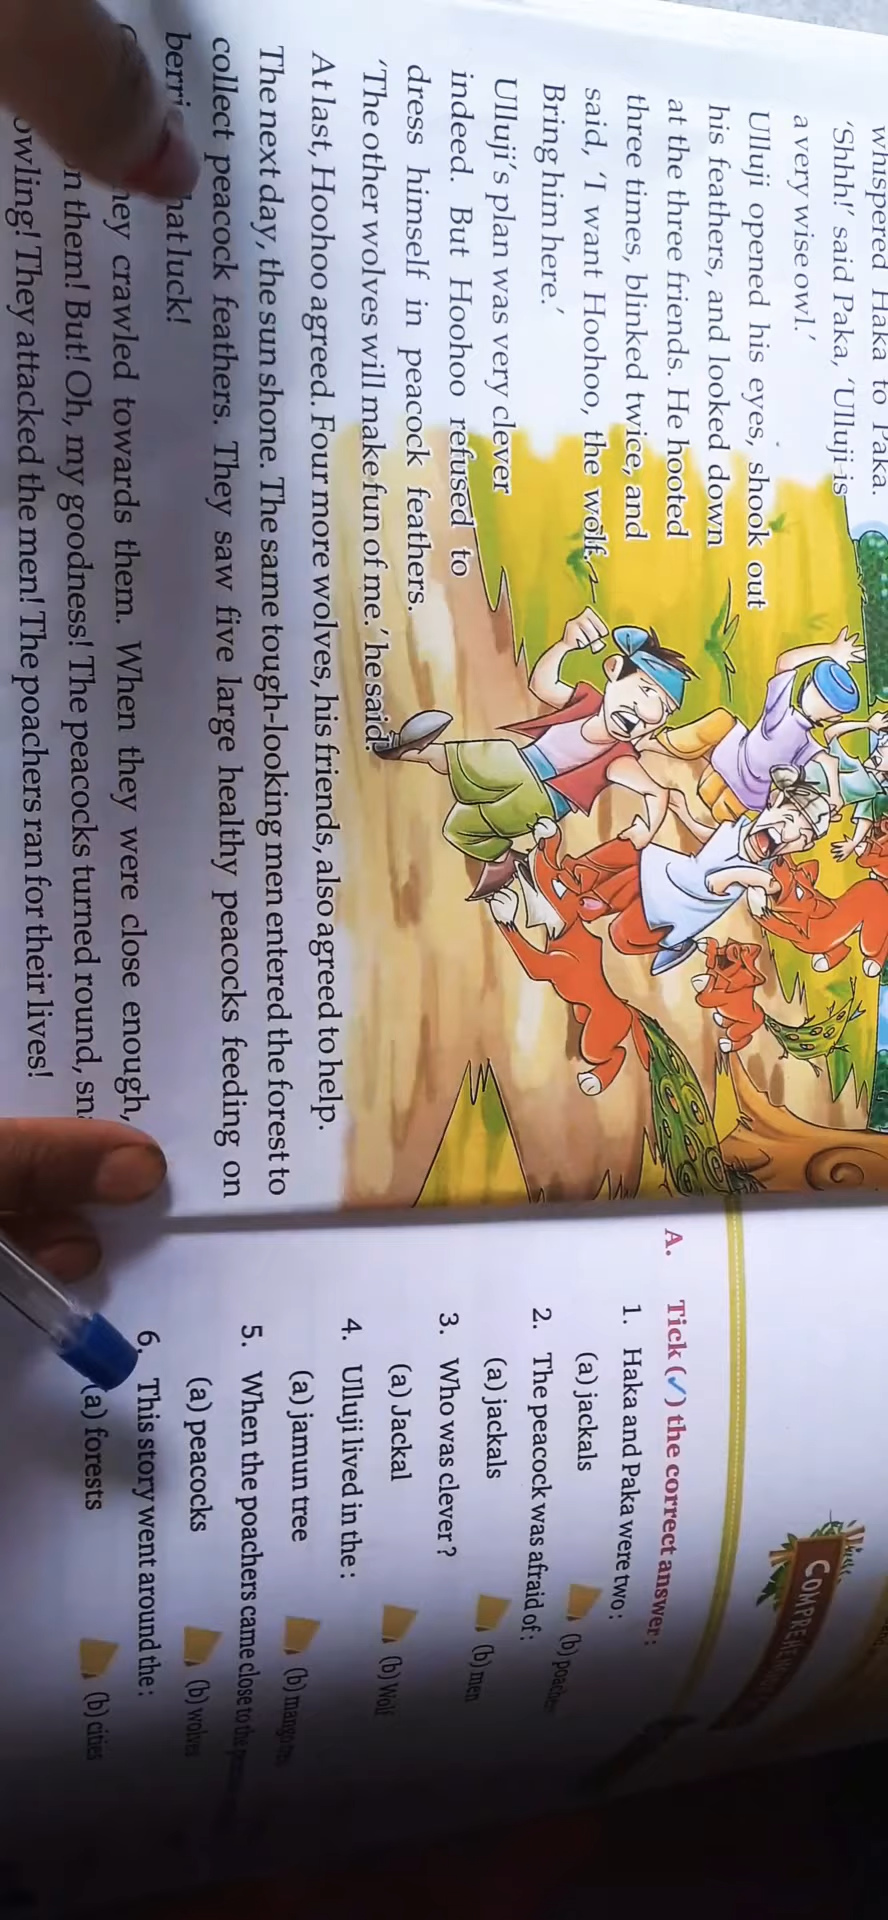 whispered Haka to Paka.
'Shhh!' said Paka, 'Ulluji is
a very wise owl.'
Ulluji opened his eyes, shook out
his feathers, and looked down
at the three friends. He hooted
three times, blinked twice, and
said, 'I want Hoohoo, the wolf.
Bring him here.'
Ulluji's plan was very clever
indeed. But Hoohoo refused to
dress himself in peacock feathers.
'The other wolves will make fun of me.' he said.
At last, Hoohoo agreed. Four more wolves, his friends, also agreed to help.
The next day, the sun shone. The same tough-looking men entered the forest to
collect peacock feathers. They saw five large healthy peacocks feeding on
hat luck!
hey crawled towards them. When they were close enough,
n them! But! Oh, my goodness! The peacocks turned round,
owling! They attacked the men! The poachers ran for their lives!
COMPREHENSION
A. Tick (✓) the correct answer:
1. Haka and Paka were two:
(a) jackals (b) poachers
2. The peacock was afraid of:
(a) jackals (b) men
3. Who was clever?
(a) Jackal (b) Wolf
4. Ulluji lived in the:
(a) jamun tree (b) mango tree
5. When the poachers came close to the
(a) peacocks (b) wolves
6. This story went around the:
(a) forests (b) cities